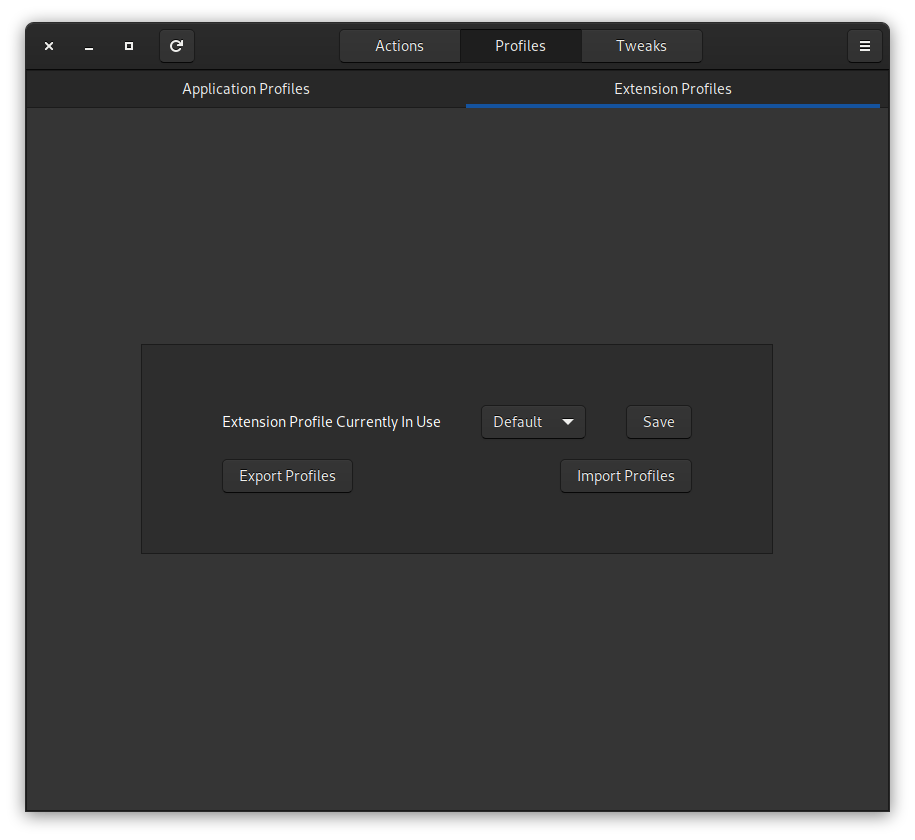 Actions Profiles Tweaks
Application Profiles Extension Profiles
Extension Profile Currently In Use Default Save
Export Profiles Import Profiles